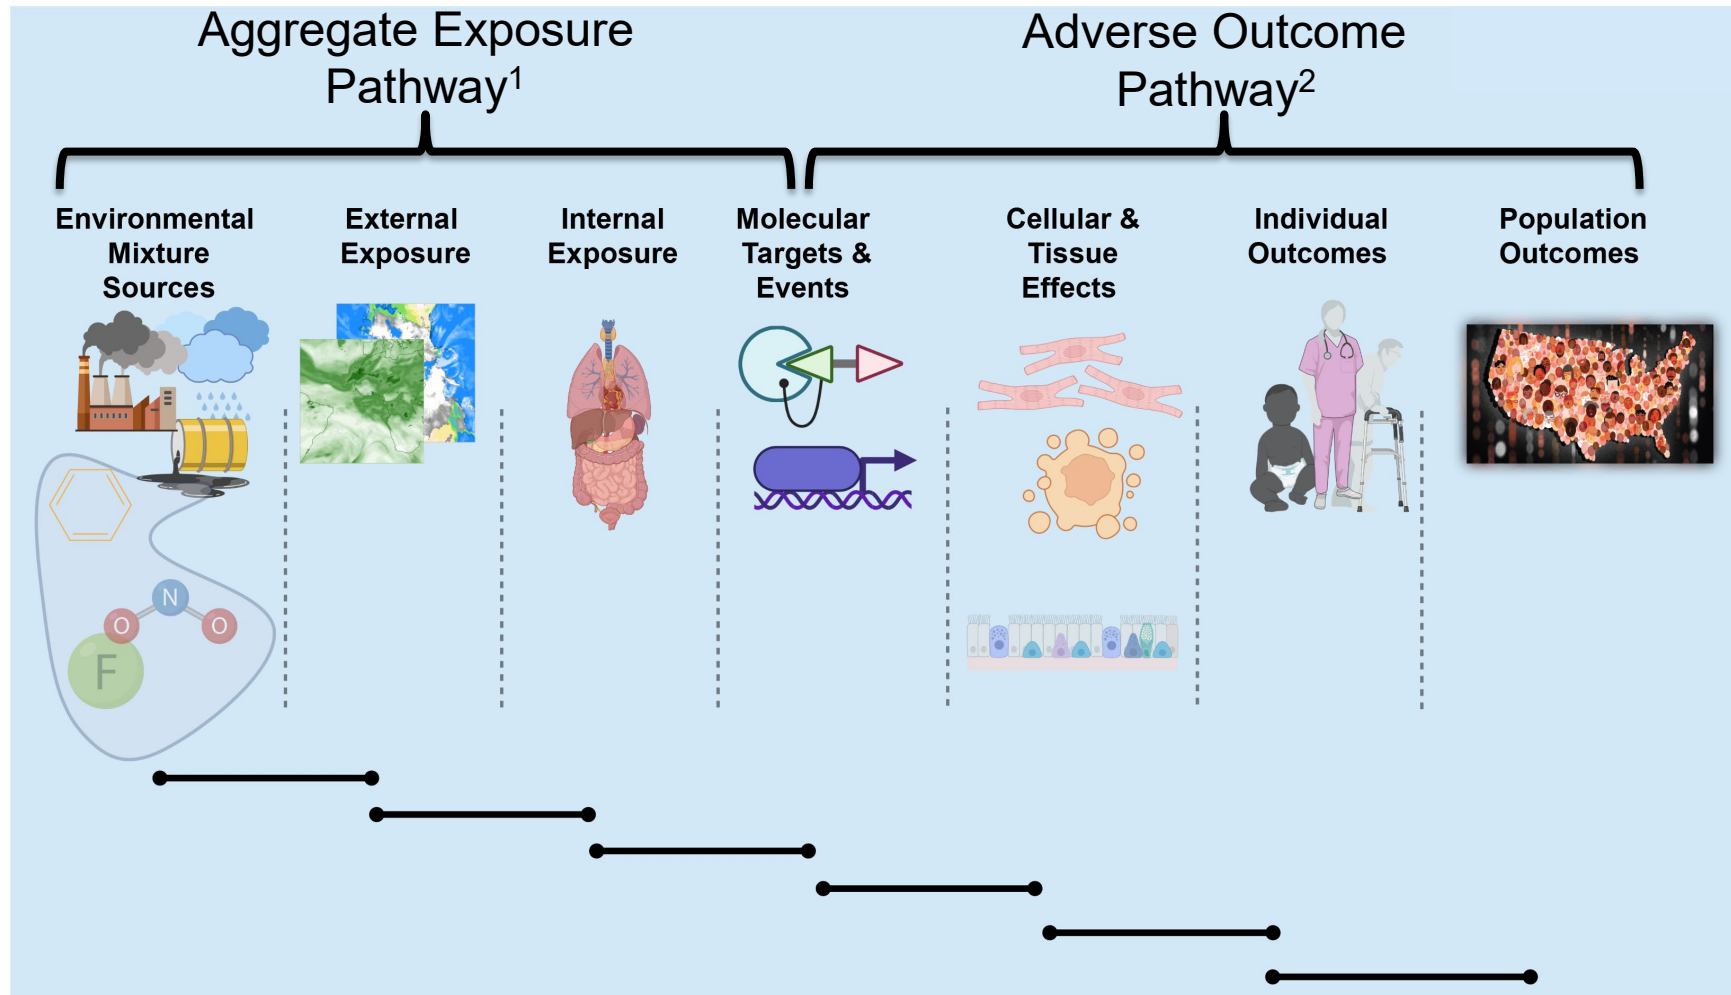 Aggregate Exposure
Pathway1
Adverse Outcome
Pathway2
Environmental
Mixture
Sources
External
Exposure
Internal
Exposure
Molecular
Targets &
Events
Cellular &
Tissue
Effects
Individual
Outcomes
Population
Outcomes
N
O
O
F